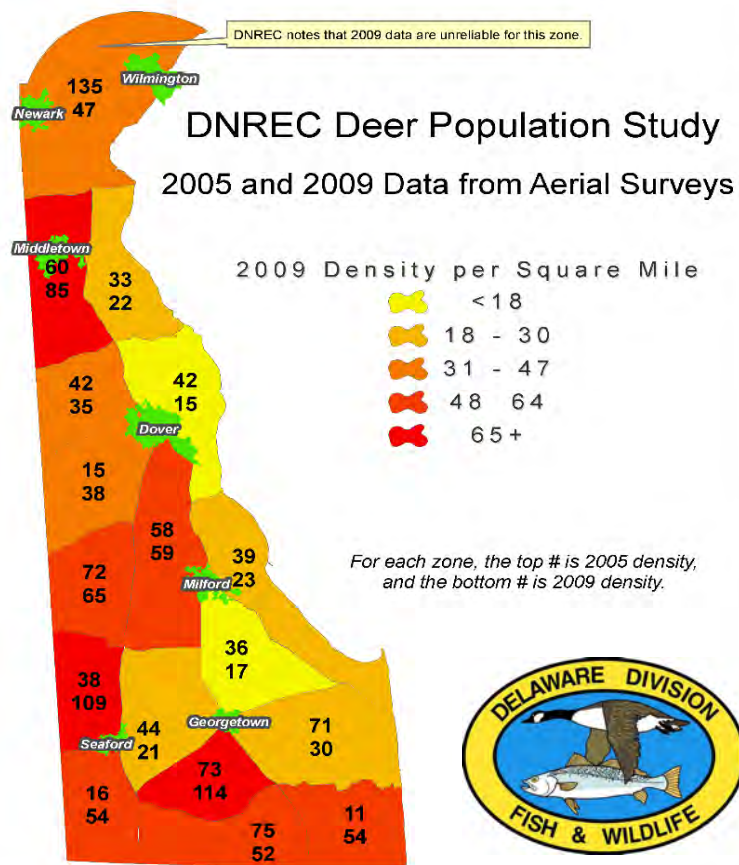 DNREC notes that 2009 data are unreliable for this zone.
Wilmington
135
47
Newark
DNREC Deer Population Study
2005 and 2009 Data from Aerial Surveys
Middletown
60
85
33
22
2009 Density per Square Mile
<18
18 - 30
31 - 47
48 64
65+
42
35
42
15
Dover
15
38
58
59
39
23
For each zone, the top # is 2005 density,
and the bottom # is 2009 density.
72
65
Milford
36
17
38
109
44
21
Georgetown
71
30
Seaford
73
114
16
54
75
52
11
54
DELAWARE DIVISION
FISH & WILDLIFE